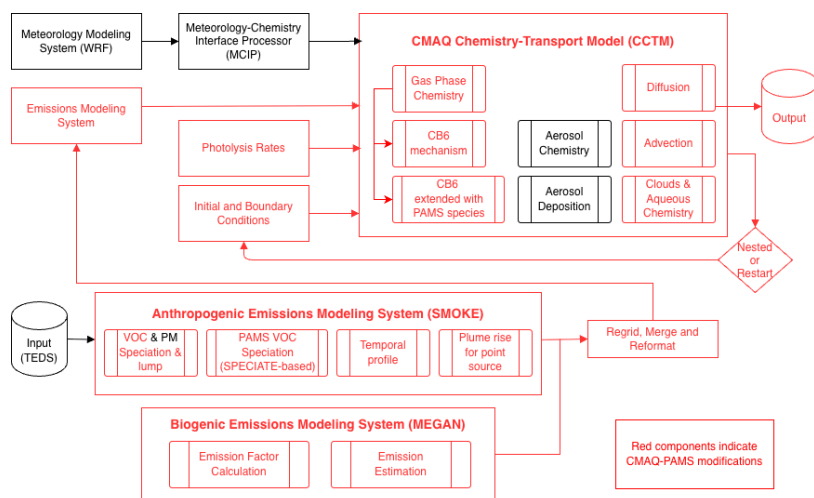 Meteorology Modeling
System (WRF)
Meteorology-Chemistry
Interface Processor
(MCIP)
CMAQ Chemistry-Transport Model (CCTM)
Gas Phase
Chemistry
Diffusion
Emissions Modeling
System
Output
Photolysis Rates
CB6
mechanism
Aerosol
Chemistry
Advection
Initial and Boundary
Conditions
CB6
extended with
PAMS species
Aerosol
Deposition
Clouds &
Aqueous
Chemistry
Nested
or
Restart
Anthropogenic Emissions Modeling System (SMOKE)
Input
(TEDS)
VOC & PM
Speciation &
lump
PAMS VOC
Speciation
(SPECIATE-based)
Temporal
profile
Plume rise
for point
source
Regrid, Merge and
Reformat
Biogenic Emissions Modeling System (MEGAN)
Emission Factor
Calculation
Emission
Estimation
Red components indicate
CMAQ-PAMS modifications